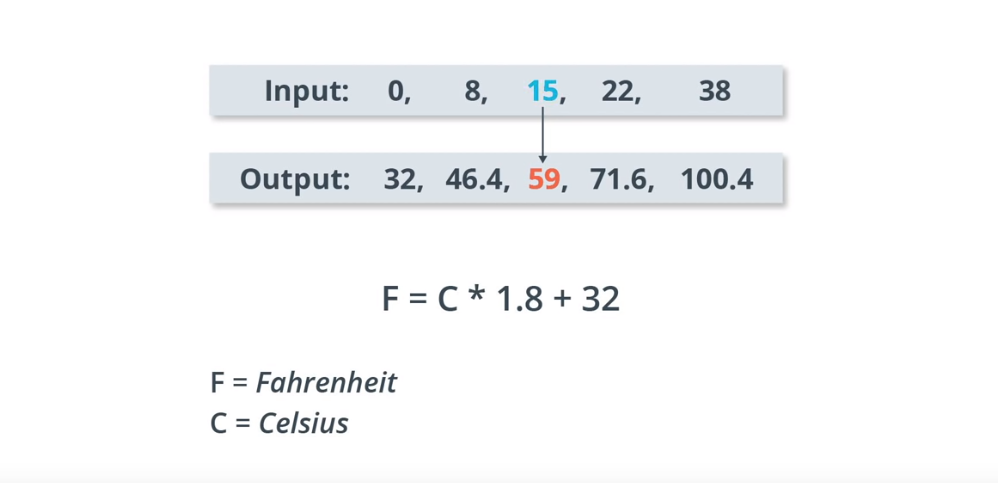 Input: 0, 8, 15, 22, 38
Output: 32, 46.4, 59, 71.6, 100.4
F = C * 1.8 + 32
F = Fahrenheit
C = Celsius